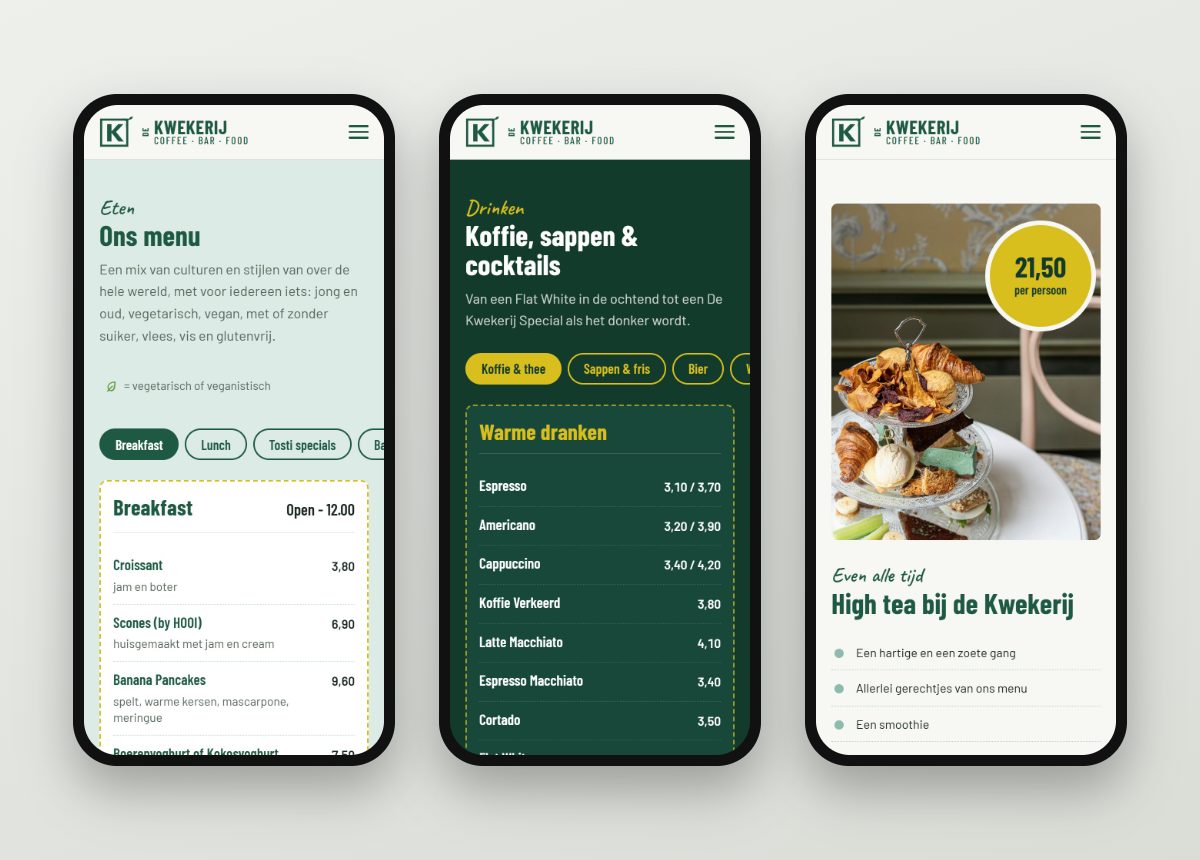 K
DE
KWEKERIJ
COFFEE · BAR · FOOD
Eten
Ons menu
Een mix van culturen en stijlen van over de
hele wereld, met voor iedereen iets: jong en
oud, vegetarisch, vegan, met of zonder
suiker, vlees, vis en glutenvrij.
= vegetarisch of veganistisch
Breakfast Lunch Tosti specials Ba
Breakfast Open - 12.00
Croissant 3,80
jam en boter
Scones (by HOOI) 6,90
huisgemaakt met jam en cream
Banana Pancakes 9,60
spelt, warme kersen, mascarpone,
meringue
Boerenyoghurt of Kokosyoghurt 7,50
K
DE
KWEKERIJ
COFFEE · BAR · FOOD
Drinken
Koffie, sappen &
cocktails
Van een Flat White in de ochtend tot een De
Kwekerij Special als het donker wordt.
Koffie & thee Sappen & fris Bier
Warme dranken
Espresso 3,10 / 3,70
Americano 3,20 / 3,90
Cappuccino 3,40 / 4,20
Koffie Verkeerd 3,80
Latte Macchiato 4,10
Espresso Macchiato 3,40
Cortado 3,50
Flat White
K
DE
KWEKERIJ
COFFEE · BAR · FOOD
21,50
per persoon
Even alle tijd
High tea bij de Kwekerij
Een hartige en een zoete gang
Allerlei gerechtjes van ons menu
Een smoothie